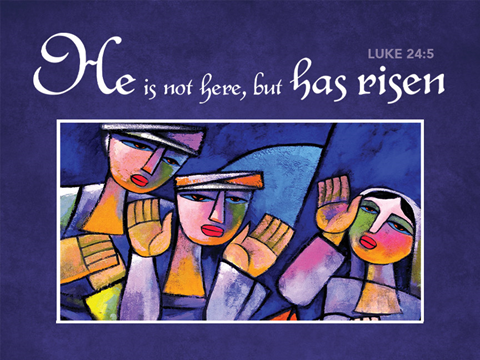 LUKE 24:5
He is not here, but has risen